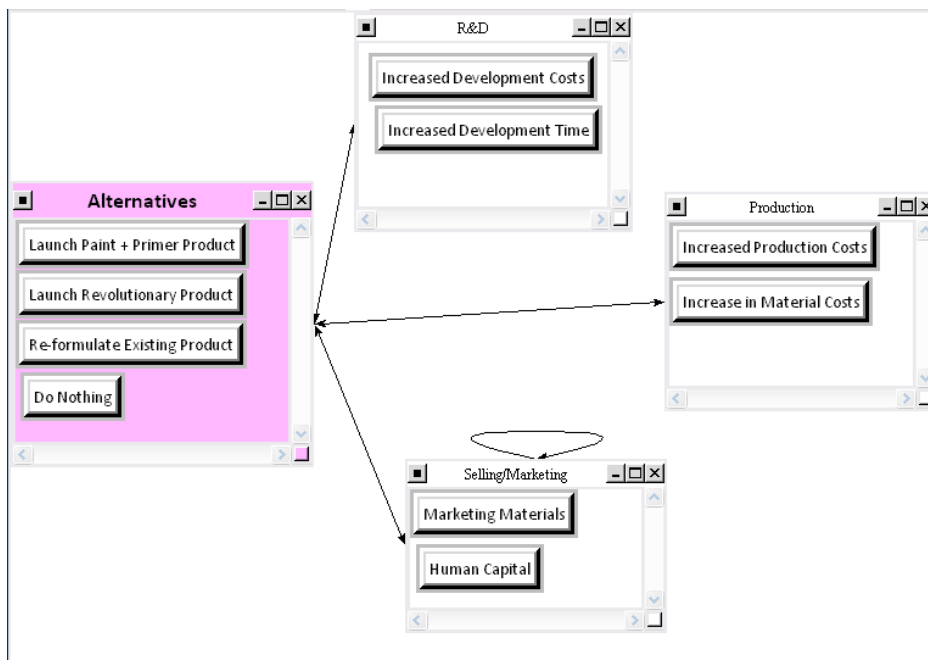 R&D
Increased Development Costs
Increased Development Time
Alternatives
Launch Paint + Primer Product
Launch Revolutionary Product
Re-formulate Existing Product
Do Nothing
Production
Increased Production Costs
Increase in Material Costs
Selling/Marketing
Marketing Materials
Human Capital